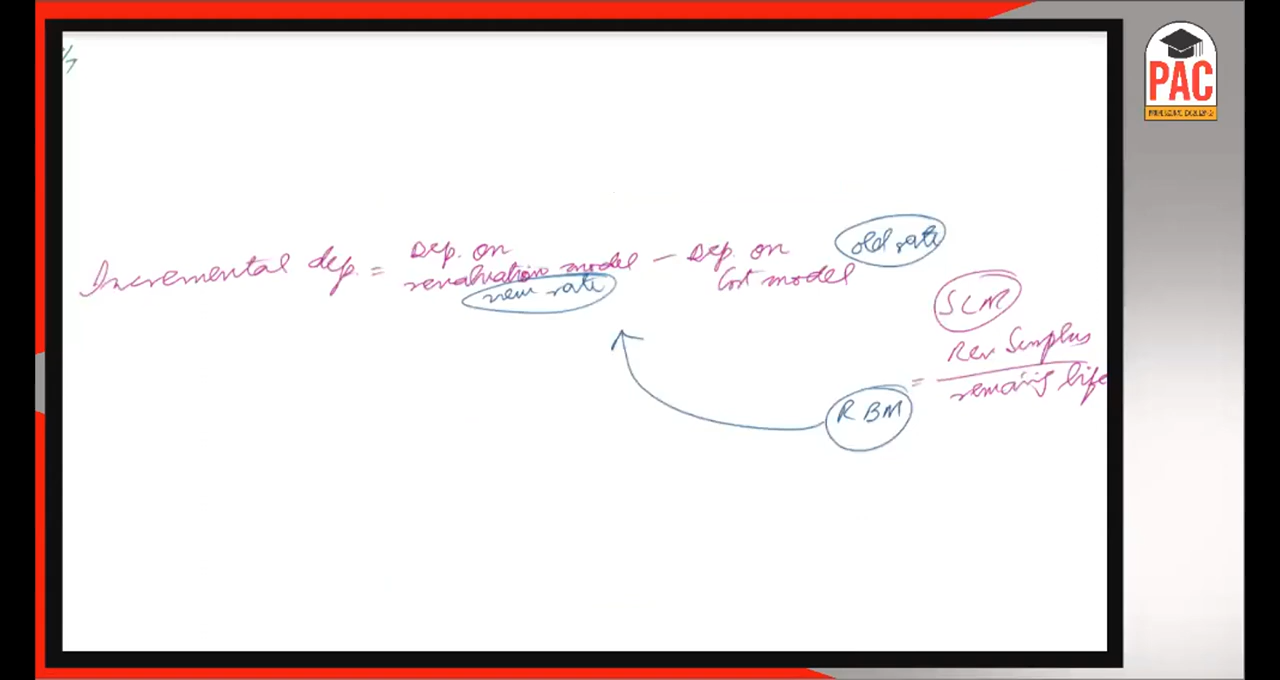 PAC
Incremental dep. = Dep. on revaluation model - Dep. on Cost model
new rate
old rate
SLM
= Rev Surplus
remaining life
RBM